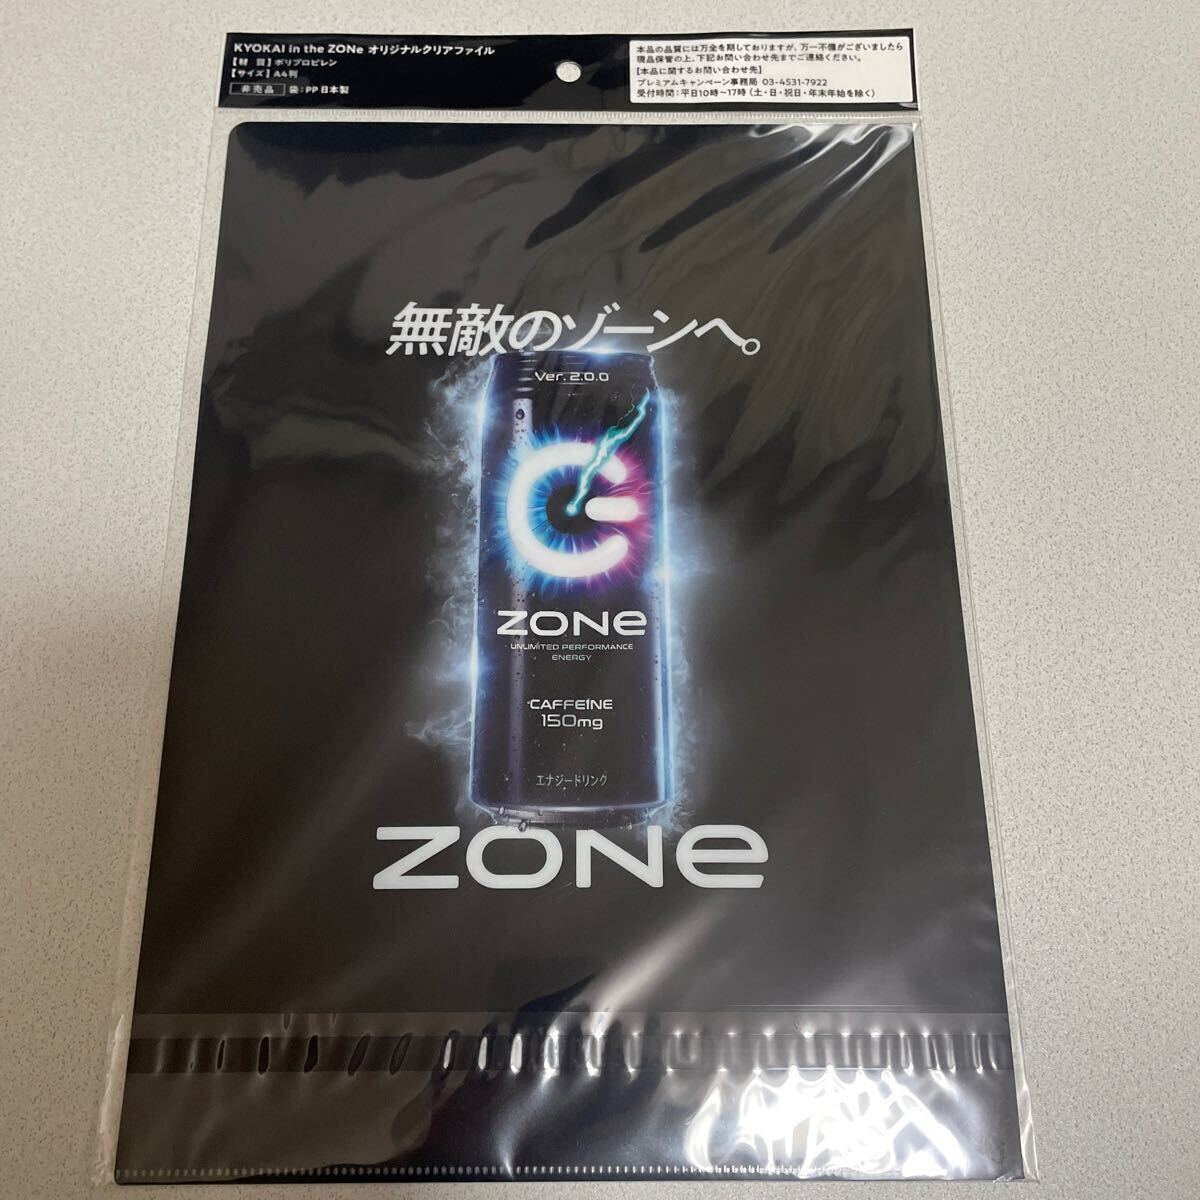 KYOKAI in the ZONe オリジナルクリアファイル
【材 質】ポリプロピレン
【サイズ】A4判
非売品 袋:PP 日本製
本品の品質には万全を期しておりますが、万一不備がございましたら
現品保管の上、下記お問い合わせ先までご連絡ください。
【本品に関するお問い合わせ先】
プレミアムキャンペーン事務局 03-4531-7922
受付時間:平日10時〜17時(土・日・祝日・年末年始を除く)
無敵のゾーンへ。
Ver.2.0.0
ZONe
UNLIMITED PERFORMANCE
ENERGY
CAFFEINE
150mg
エナジードリンク
ZONe